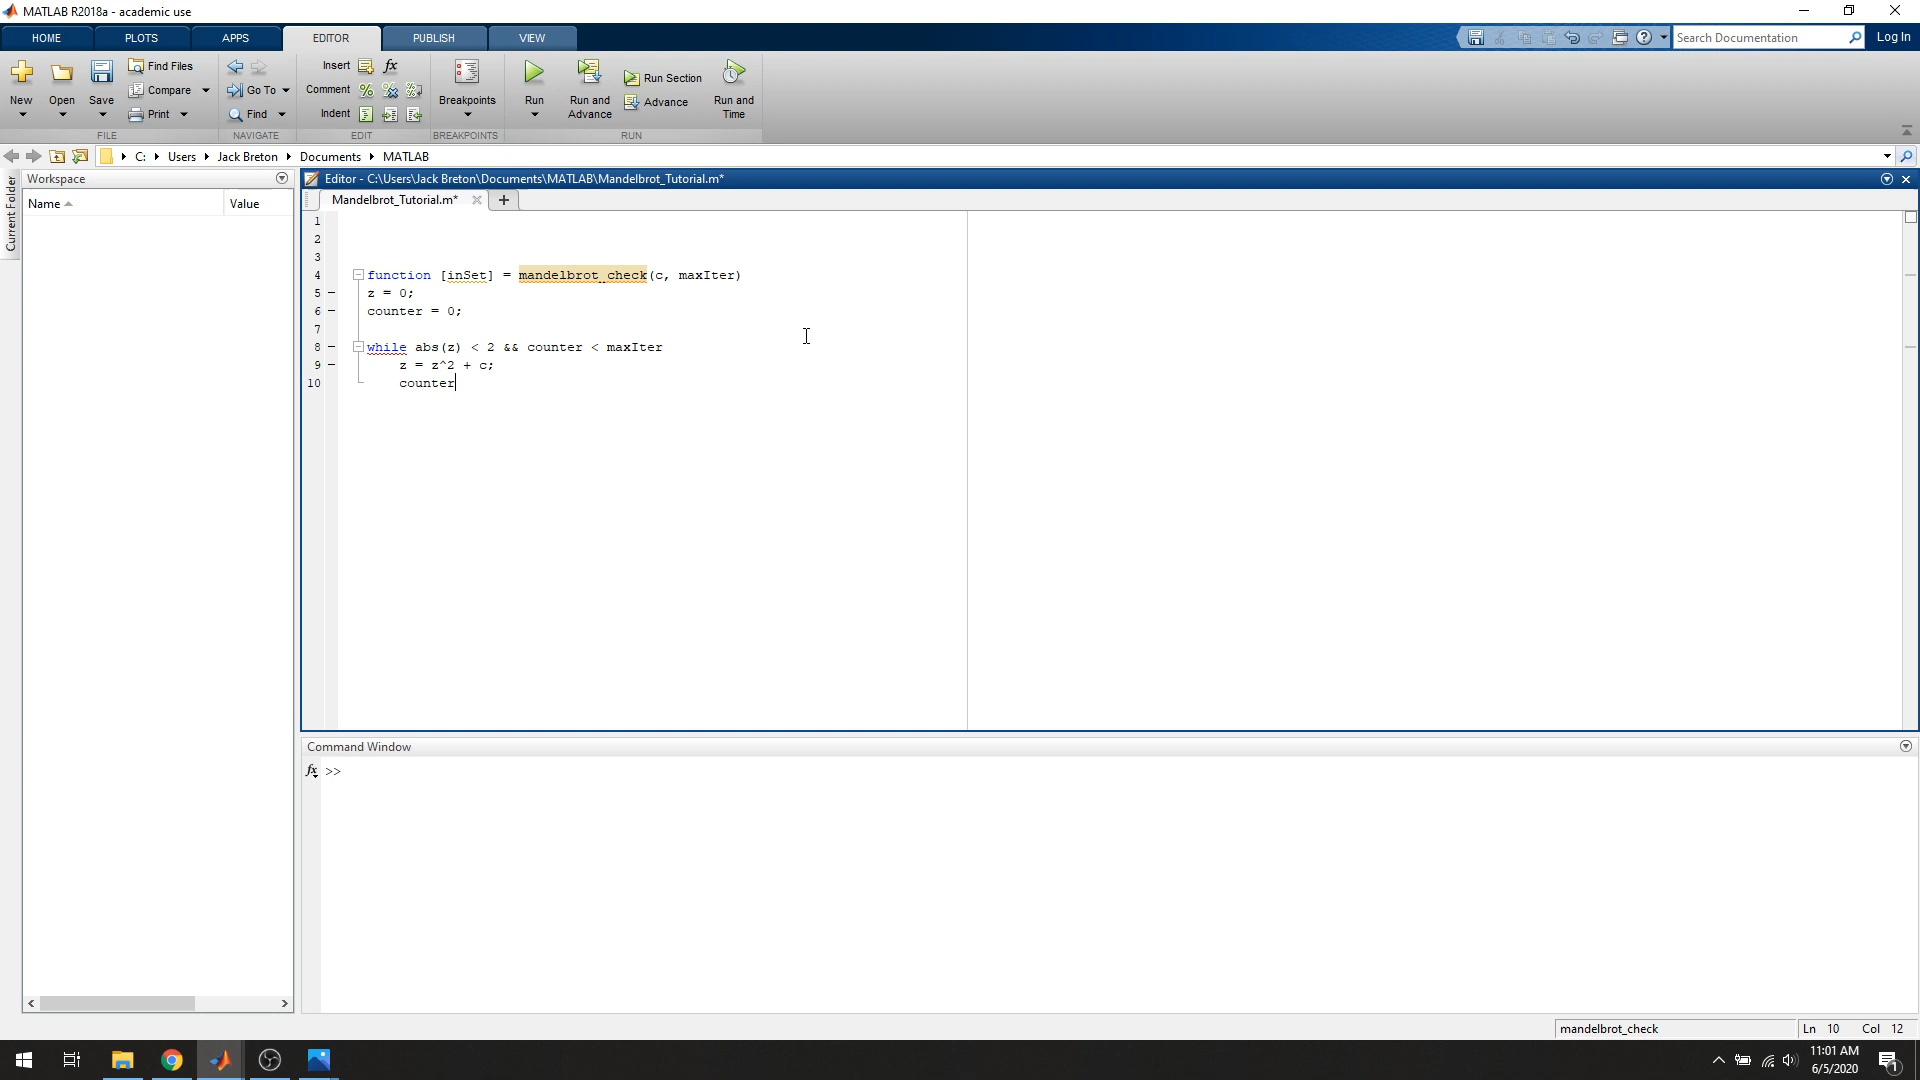 MATLAB R2018a - academic use
HOME PLOTS APPS EDITOR PUBLISH VIEW Search Documentation Log In
New Open Save Find Files Compare Print Go To Find Insert Comment Indent Breakpoints Run Run and Advance Run Section Advance Run and Time
FILE NAVIGATE EDIT BREAKPOINTS RUN
C: Users Jack Breton Documents MATLAB
Current Folder
Workspace
Name Value
Editor - C:\Users\Jack Breton\Documents\MATLAB\Mandelbrot_Tutorial.m*
Mandelbrot_Tutorial.m* +
1
2
3
4 function [inSet] = mandelbrot_check(c, maxIter)
5 – z = 0;
6 – counter = 0;
7
8 – while abs(z) < 2 && counter < maxIter
9 – z = z^2 + c;
10 counter
Command Window
fx >>
mandelbrot_check Ln 10 Col 12
11:01 AM
6/5/2020
1